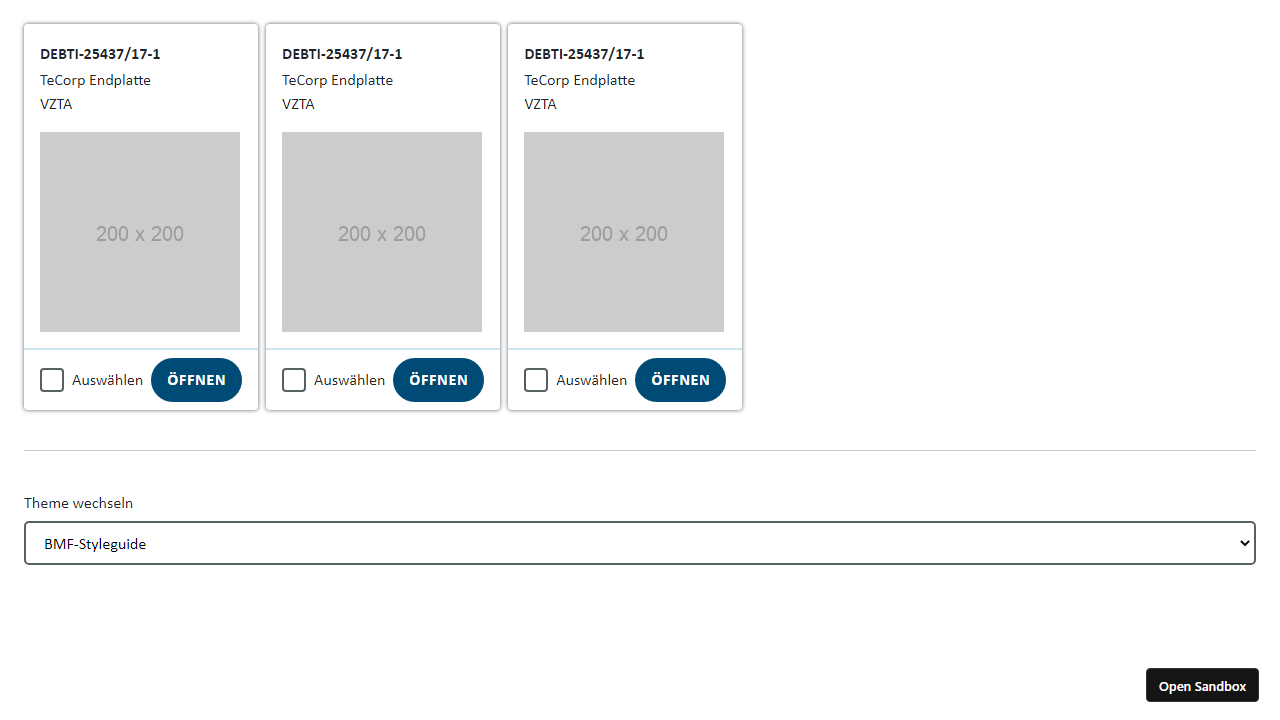 DEBTI-25437/17-1
TeCorp Endplatte
VZTA
200 x 200
Auswählen ÖFFNEN
DEBTI-25437/17-1
TeCorp Endplatte
VZTA
200 x 200
Auswählen ÖFFNEN
DEBTI-25437/17-1
TeCorp Endplatte
VZTA
200 x 200
Auswählen ÖFFNEN
Theme wechseln
BMF-Styleguide
Open Sandbox